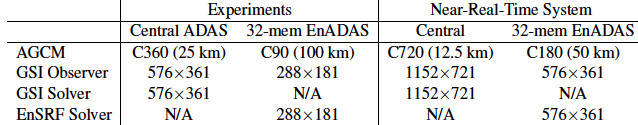 Experiments Near-Real-Time System
Central ADAS 32-mem EnADAS Central 32-mem EnADAS
AGCM C360 (25 km) C90 (100 km) C720 (12.5 km) C180 (50 km)
GSI Observer 576×361 288×181 1152×721 576×361
GSI Solver 576×361 N/A 1152×721 N/A
EnSRF Solver N/A 288×181 N/A 576×361